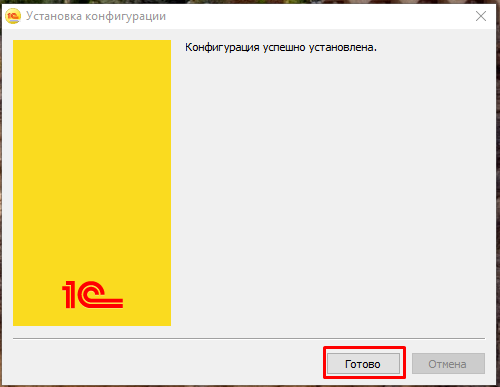 Установка конфигурации
Конфигурация успешно установлена.
1С
Готово
Отмена